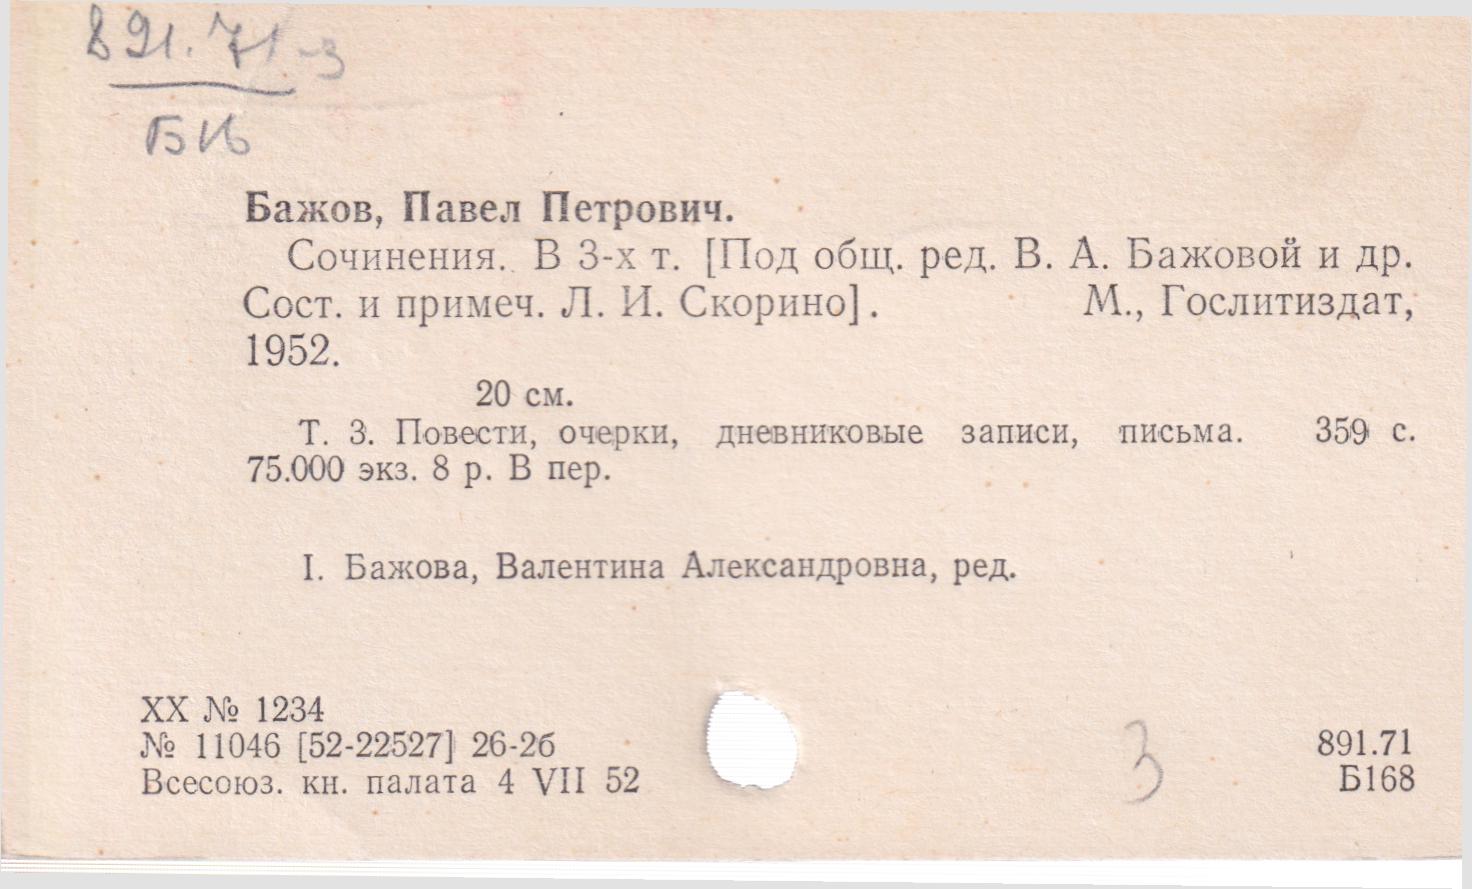 891.71-3
Бажов, Павел Петрович.
Сочинения. В 3-х т. [Под общ. ред. В. А. Бажовой и др.
Сост. и примеч. Л. И. Скорино]. М., Гослитиздат,
1952.
20 см.
Т. 3. Повести, очерки, дневниковые записи, письма. 359 с.
75.000 экз. 8 р. В пер.
I. Бажова, Валентина Александровна, ред.
XX № 1234
№ 11046 [52-22527] 26-2б
Всесоюз. кн. палата 4 VII 52
3
891.71
Б168